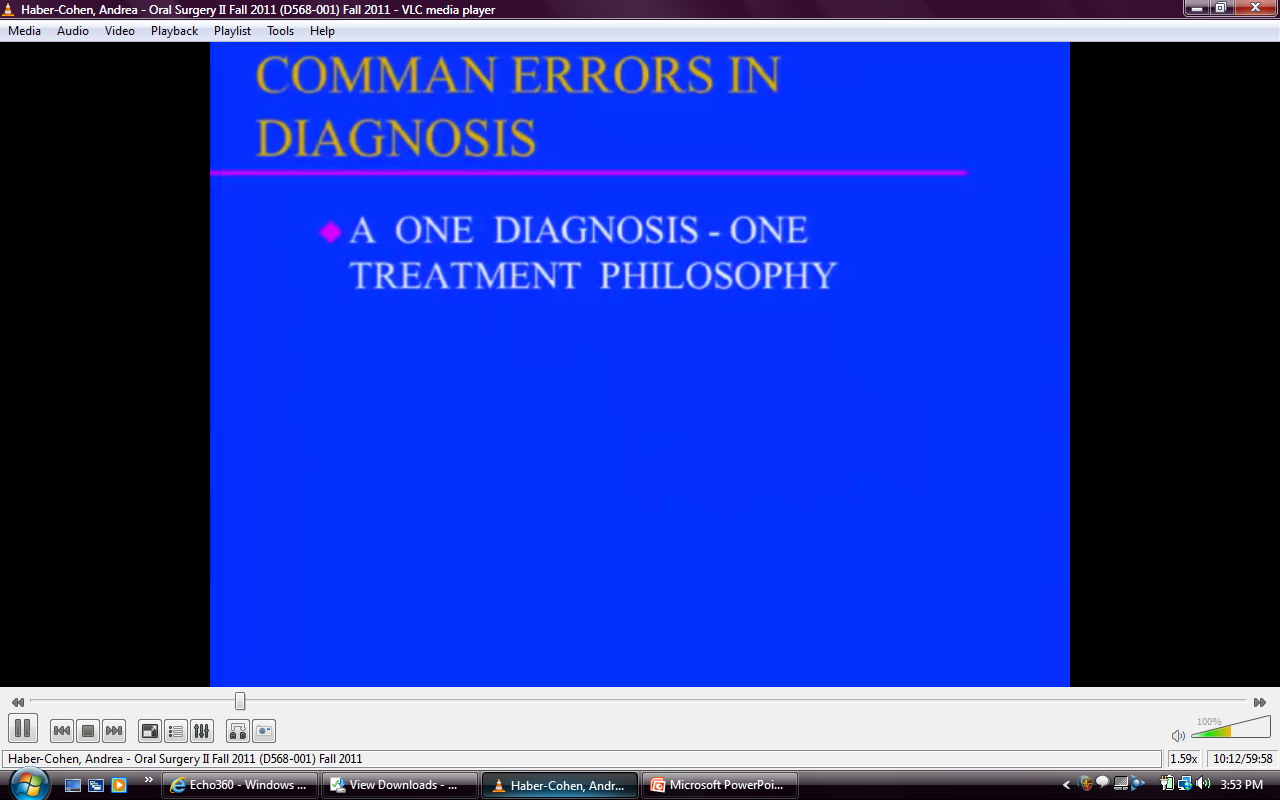 Haber-Cohen, Andrea - Oral Surgery II Fall 2011 (D568-001) Fall 2011 - VLC media player
Media Audio Video Playback Playlist Tools Help
COMMAN ERRORS IN
DIAGNOSIS
A ONE DIAGNOSIS - ONE
TREATMENT PHILOSOPHY
100%
Haber-Cohen, Andrea - Oral Surgery II Fall 2011 (D568-001) Fall 2011 1.59x 10:12/59:58
Echo360 - Windows ... View Downloads - ... Haber-Cohen, Andr... Microsoft PowerPoi... 3:53 PM